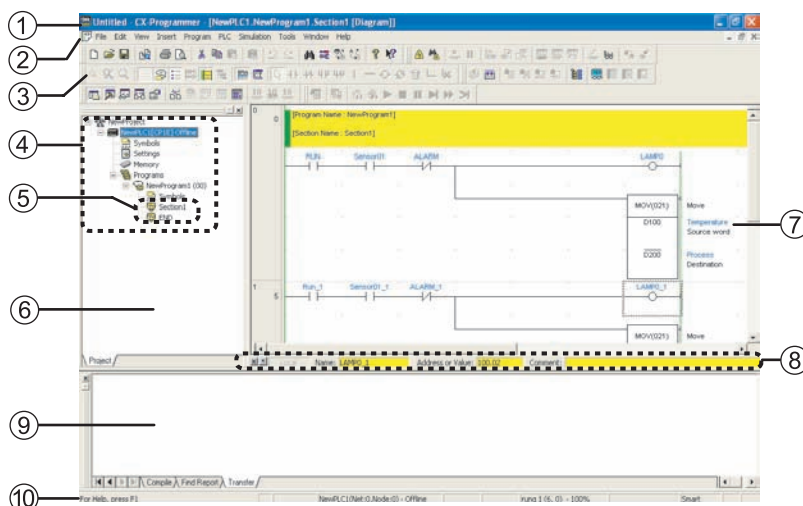 ① Untitled - CX-Programmer - [NewPLC1.NewProgram1.Section1 [Diagram]]
② File Edit View Insert Program PLC Simulation Tools Window Help
③
④
⑤
⑥
⑦
⑧
⑨
⑩
NewProject
NewPLC1[CP1E] Offline
Symbols
Settings
Memory
Programs
NewProgram1 (00)
Symbols
Section1
END
Project
0
0
[Program Name : NewProgram1]
[Section Name : Section1]
RUN Sensor01 ALARM LAMP0
MOV(021) Move
D100 Temperature
Source word
D200 Process
Destination
1
5
Run_1 Sensor01_1 ALARM_1 LAMP0_1
MOV(021) Move
Name: LAMP0_1 Address or Value: 100.02 Comment:
Compile Find Report Transfer
For Help, press F1 NewPLC1(Net:0,Node:0) - Offline rung 1 (6, 0) - 100% Smart